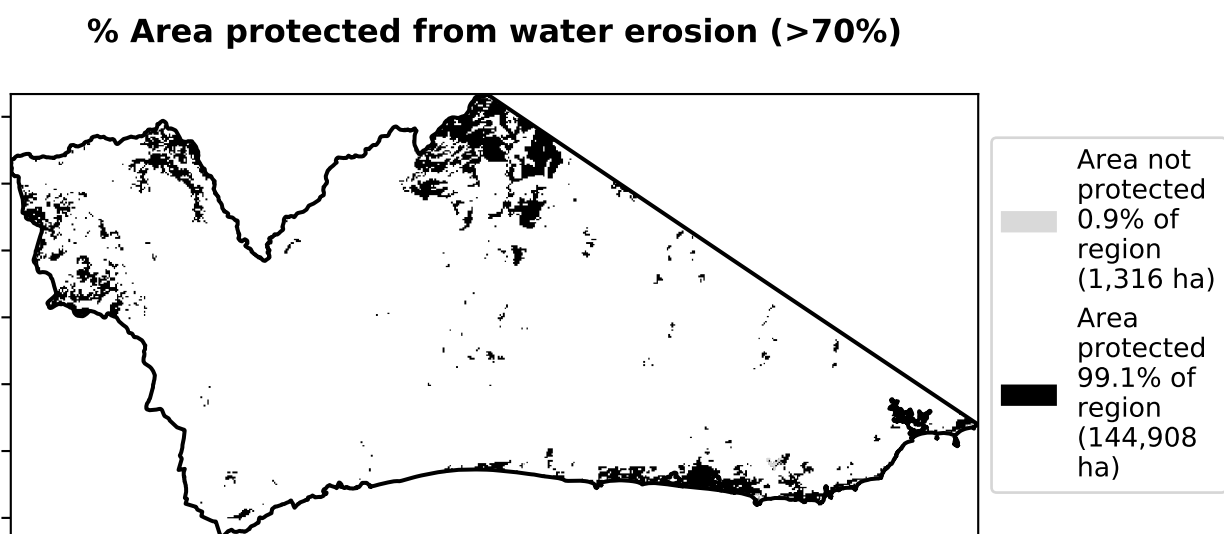 % Area protected from water erosion (>70%)
Area not
protected
0.9% of
region
(1,316 ha)
Area
protected
99.1% of
region
(144,908
ha)